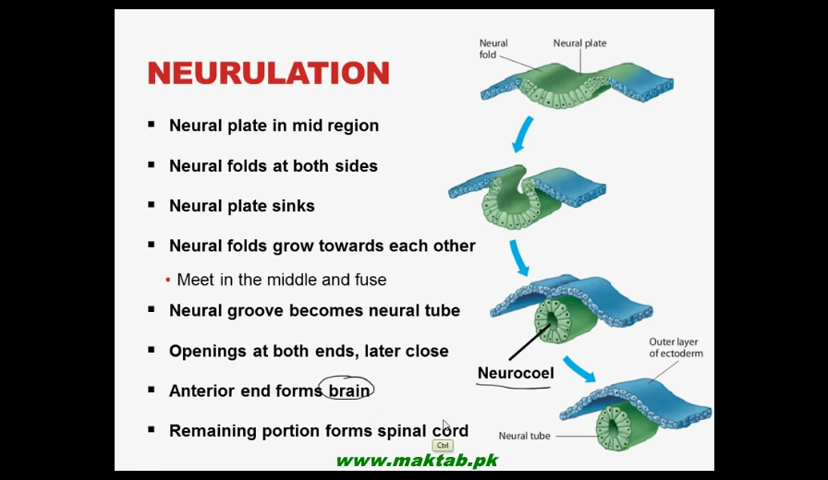 NEURULATION
Neural plate in mid region
Neural folds at both sides
Neural plate sinks
Neural folds grow towards each other
Meet in the middle and fuse
Neural groove becomes neural tube
Openings at both ends, later close
Anterior end forms brain
Remaining portion forms spinal cord
Neural
fold
Neural plate
Neurocoel
Outer layer
of ectoderm
Neural tube
Ctrl
www.maktab.pk